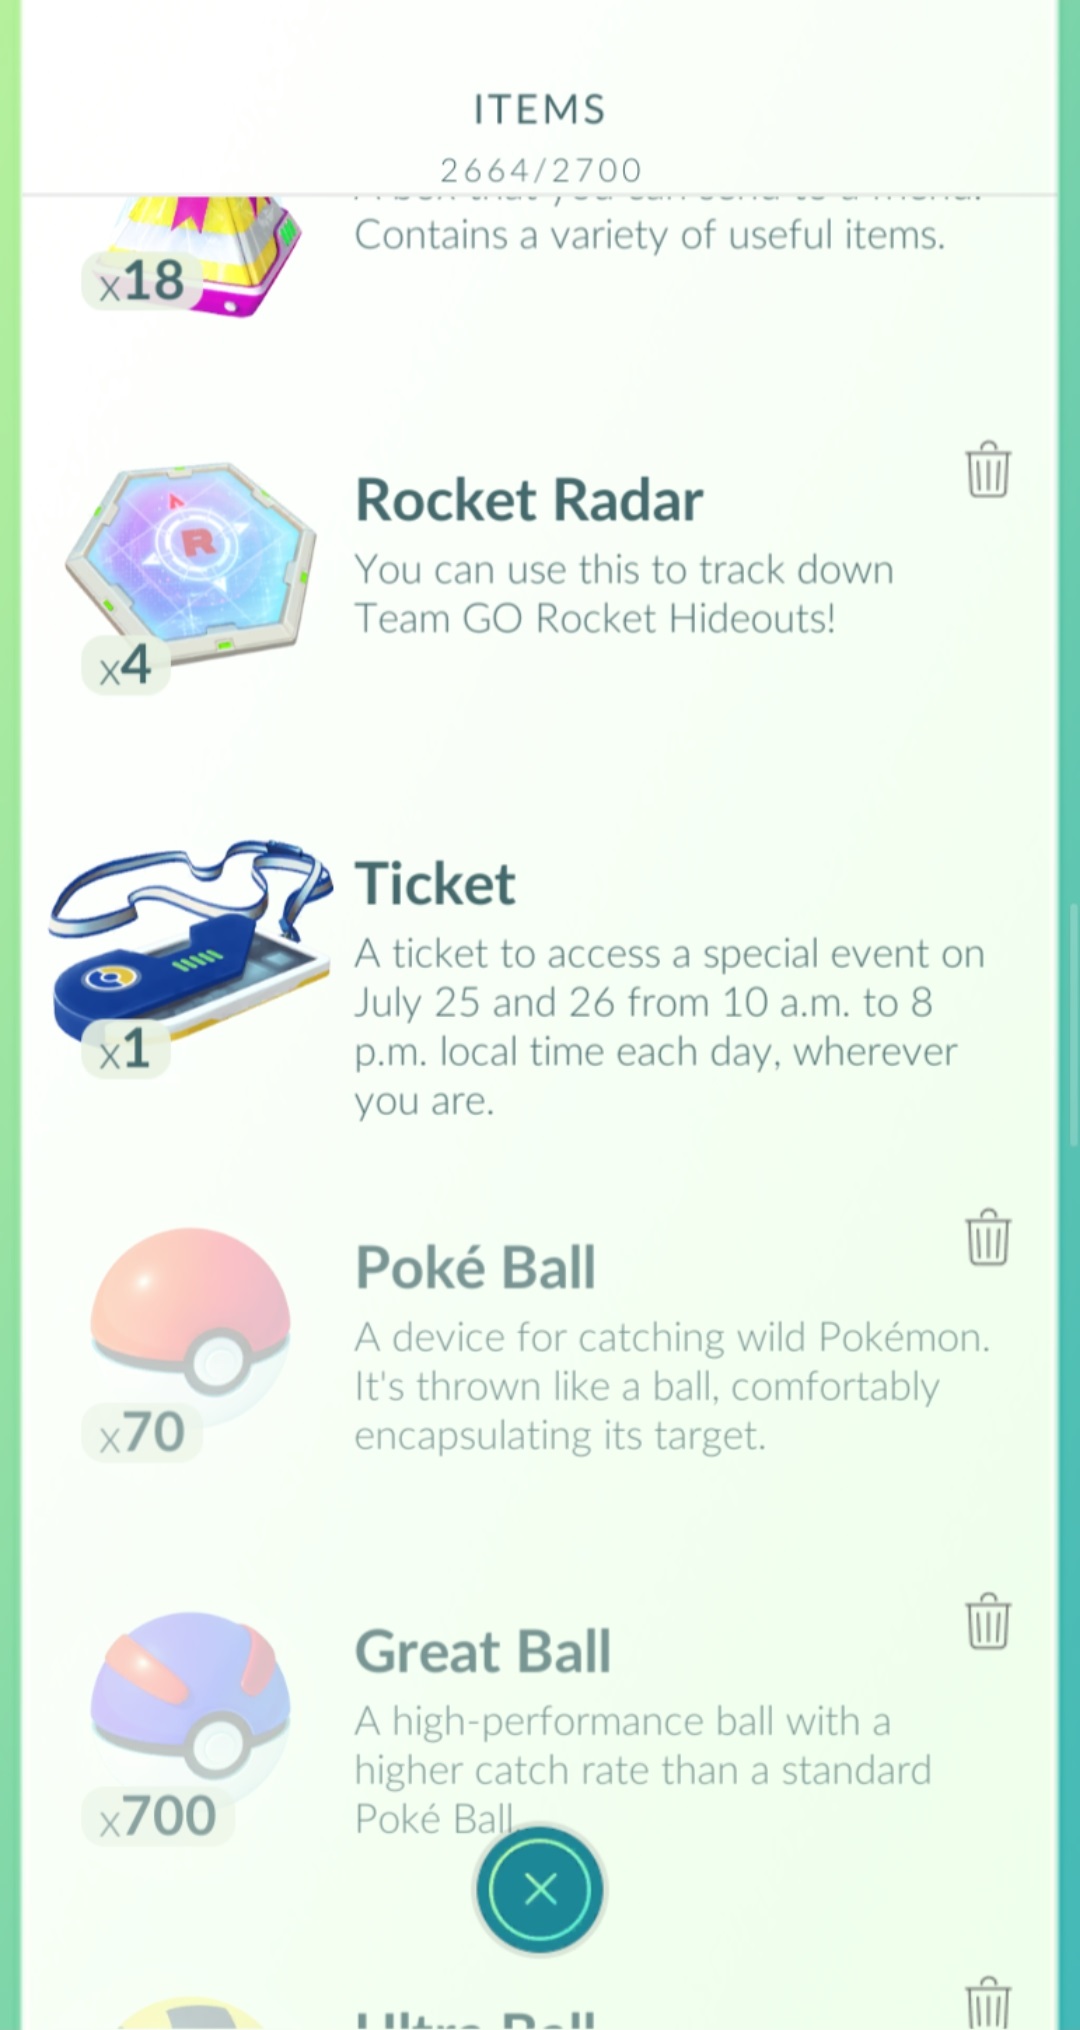 ITEMS
2664/2700
Contains a variety of useful items.
x18
Rocket Radar
You can use this to track down
Team GO Rocket Hideouts!
R
x4
Ticket
A ticket to access a special event on
July 25 and 26 from 10 a.m. to 8
p.m. local time each day, wherever
you are.
x1
Poké Ball
A device for catching wild Pokémon.
It's thrown like a ball, comfortably
encapsulating its target.
x70
Great Ball
A high-performance ball with a
higher catch rate than a standard
Poké Ball.
x700
Ultra Ball